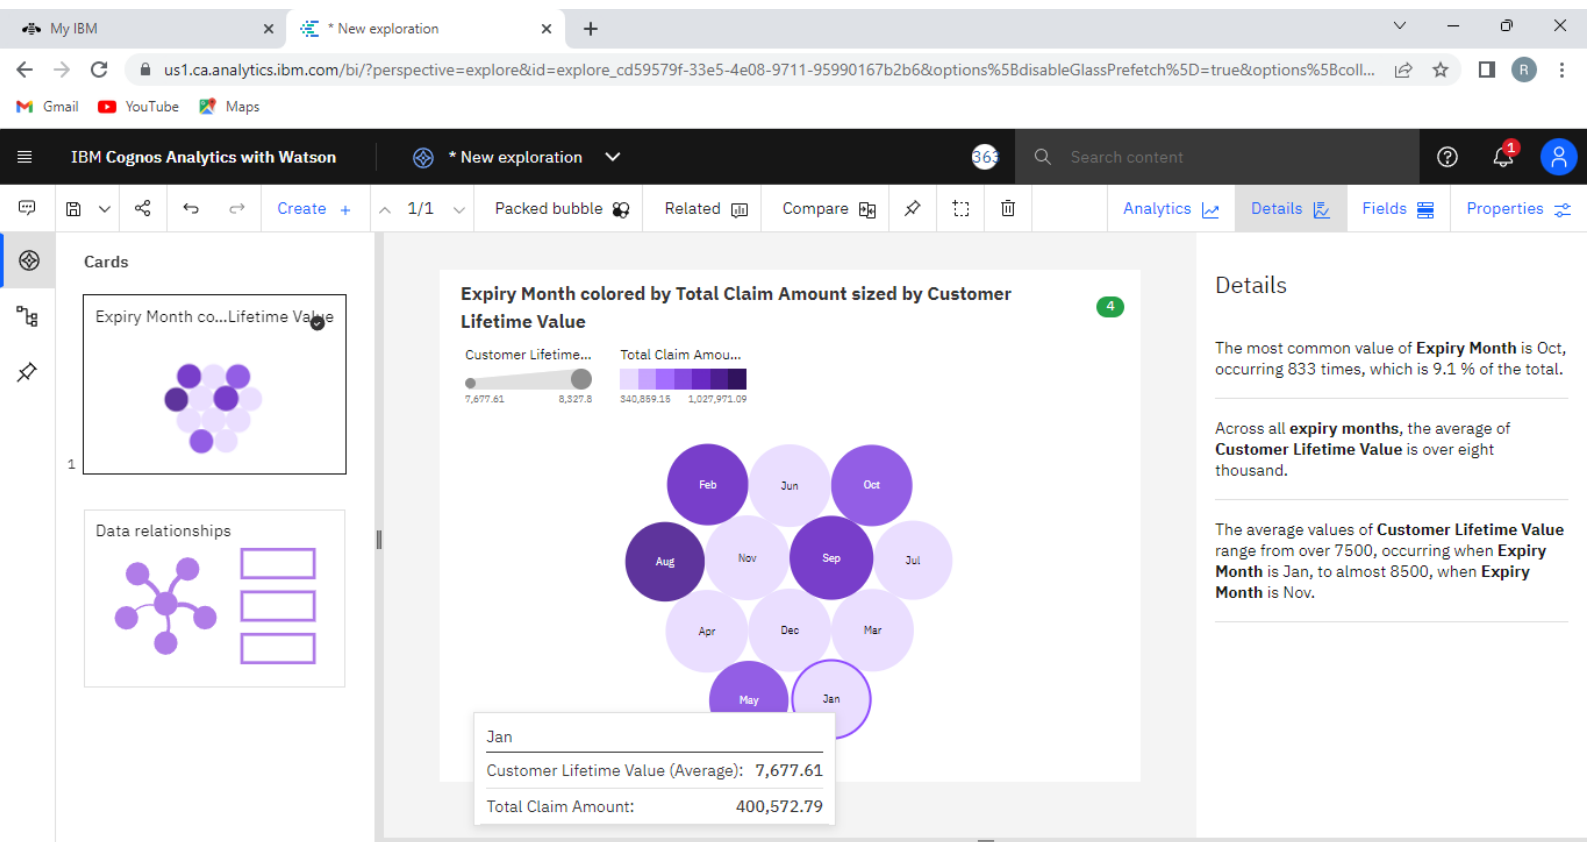 My IBM
* New exploration
us1.ca.analytics.ibm.com/bi/?perspective=explore&id=explore_cd59579f-33e5-4e08-9711-95990167b2b6&options%5BdisableGlassPrefetch%5D=true&options%5Bcoll...
R
Gmail
YouTube
Maps
IBM Cognos Analytics with Watson
* New exploration
363
Search content
1
Create +
1/1
Packed bubble
Related
Compare
Analytics
Details
Fields
Properties
Cards
Expiry Month co...Lifetime Value
1
Data relationships
Expiry Month colored by Total Claim Amount sized by Customer
Lifetime Value
4
Customer Lifetime...
Total Claim Amou...
7,677.61
8,327.8
340,859.15
1,027,971.09
Feb
Jun
Oct
Aug
Nov
Sep
Jul
Apr
Dec
Mar
May
Jan
Jan
Customer Lifetime Value (Average): 7,677.61
Total Claim Amount: 400,572.79
Details
The most common value of Expiry Month is Oct,
occurring 833 times, which is 9.1 % of the total.
Across all expiry months, the average of
Customer Lifetime Value is over eight
thousand.
The average values of Customer Lifetime Value
range from over 7500, occurring when Expiry
Month is Jan, to almost 8500, when Expiry
Month is Nov.